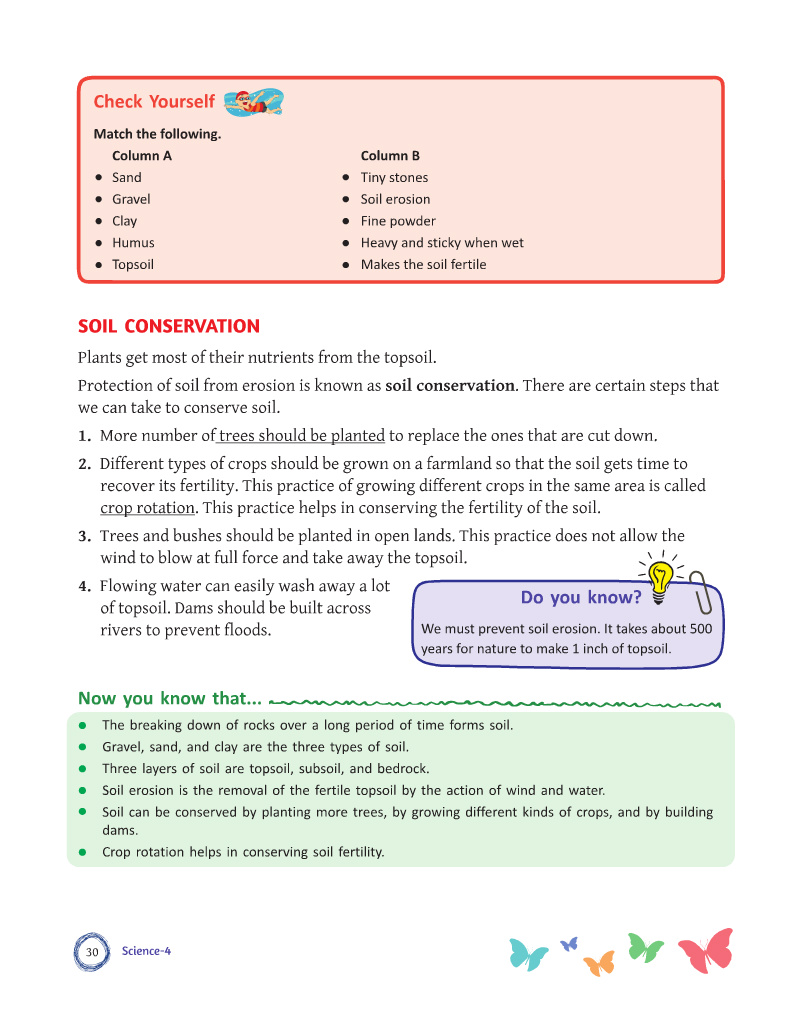 Check Yourself
Match the following.
Column A Column B
• Sand • Tiny stones
• Gravel • Soil erosion
• Clay • Fine powder
• Humus • Heavy and sticky when wet
• Topsoil • Makes the soil fertile
SOIL CONSERVATION
Plants get most of their nutrients from the topsoil.
Protection of soil from erosion is known as soil conservation. There are certain steps that
we can take to conserve soil.
1. More number of trees should be planted to replace the ones that are cut down.
2. Different types of crops should be grown on a farmland so that the soil gets time to
recover its fertility. This practice of growing different crops in the same area is called
crop rotation. This practice helps in conserving the fertility of the soil.
3. Trees and bushes should be planted in open lands. This practice does not allow the
wind to blow at full force and take away the topsoil.
4. Flowing water can easily wash away a lot
of topsoil. Dams should be built across
rivers to prevent floods.
Do you know?
We must prevent soil erosion. It takes about 500
years for nature to make 1 inch of topsoil.
Now you know that...
• The breaking down of rocks over a long period of time forms soil.
• Gravel, sand, and clay are the three types of soil.
• Three layers of soil are topsoil, subsoil, and bedrock.
• Soil erosion is the removal of the fertile topsoil by the action of wind and water.
• Soil can be conserved by planting more trees, by growing different kinds of crops, and by building
dams.
• Crop rotation helps in conserving soil fertility.
30 Science-4